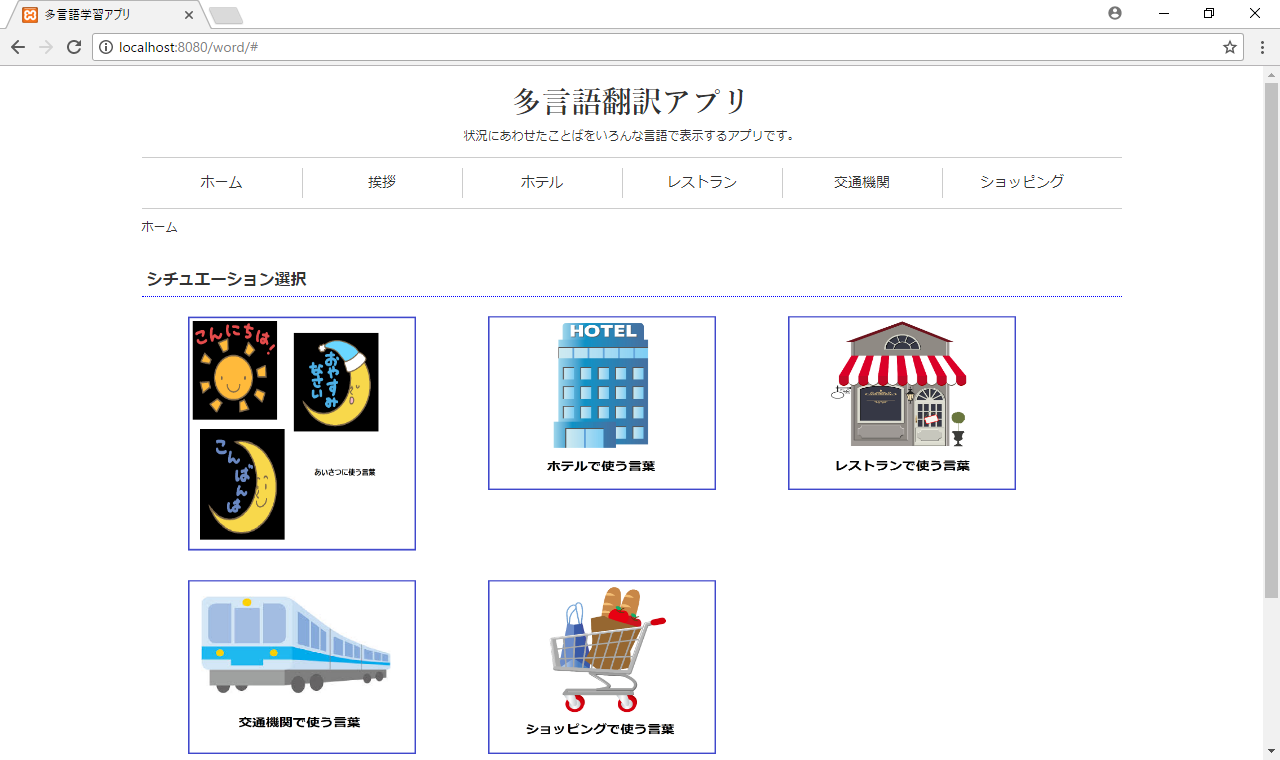 多言語学習アプリ
localhost:8080/word/#
多言語翻訳アプリ
状況にあわせたことばをいろんな言語で表示するアプリです。
ホーム 挨拶 ホテル レストラン 交通機関 ショッピング
ホーム
シチュエーション選択
こんにちは!
おやすみ
なさい
こんばんは
あいさつに使う言葉
HOTEL
ホテルで使う言葉
レストランで使う言葉
交通機関で使う言葉
ショッピングで使う言葉